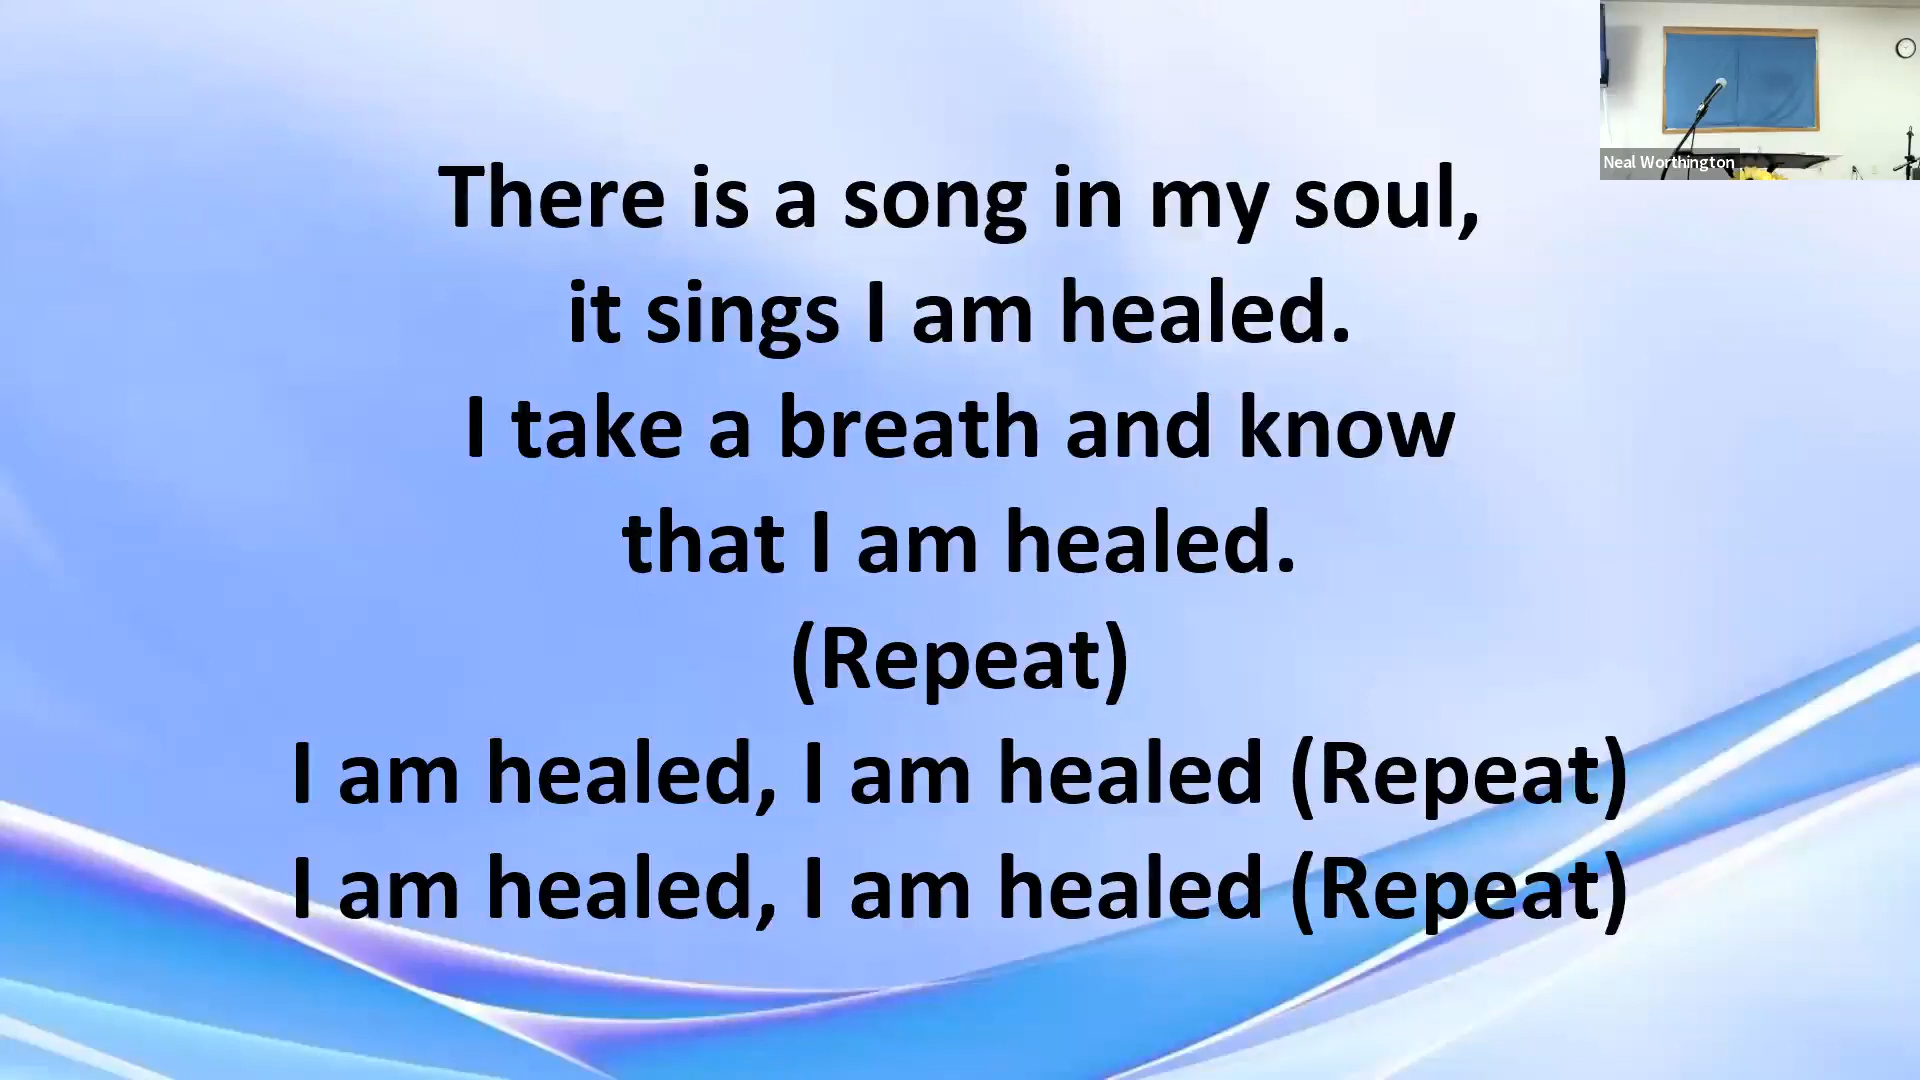 There is a song in my soul,
it sings I am healed.
I take a breath and know
that I am healed.
(Repeat)
I am healed, I am healed (Repeat)
I am healed, I am healed (Repeat)
Neal Worthington